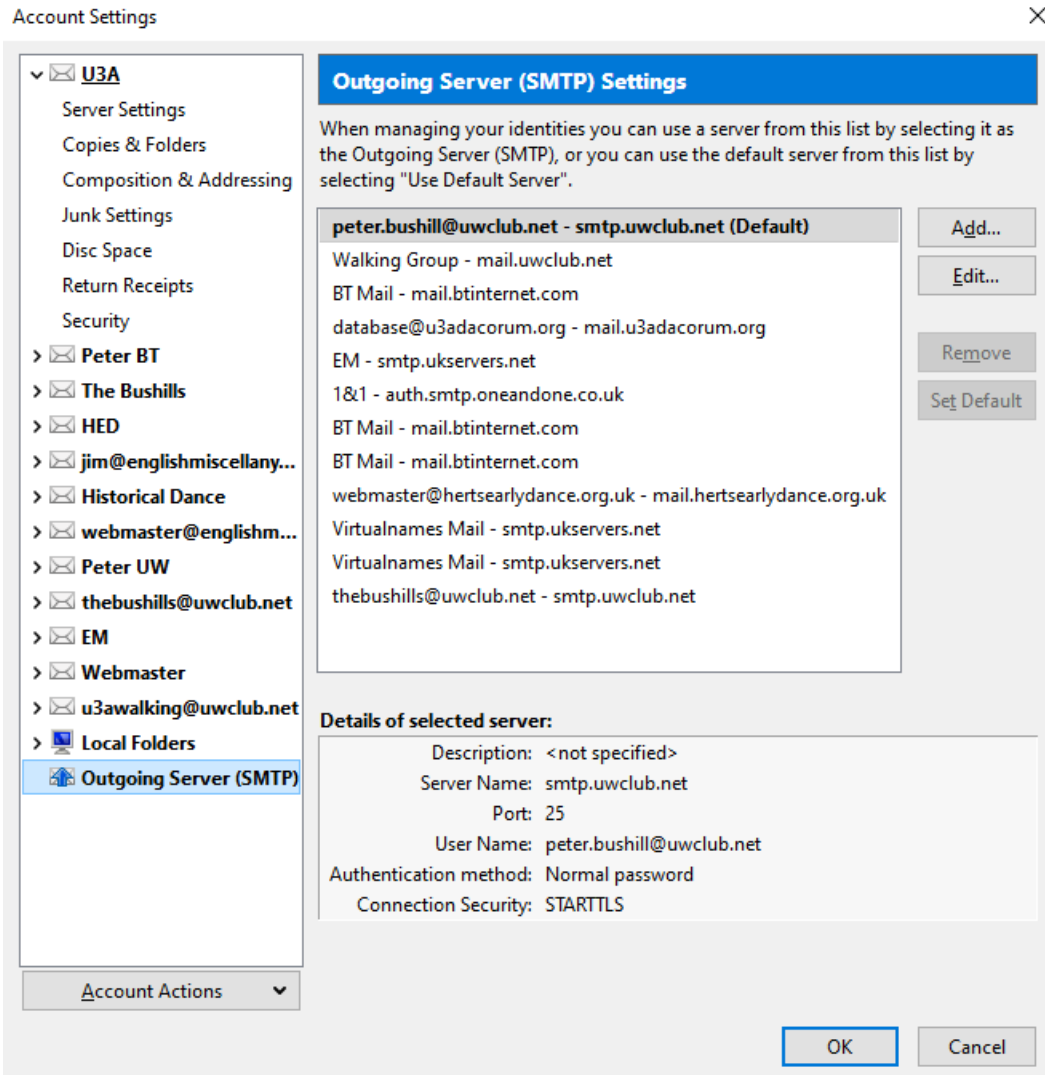 Account Settings
U3A
Server Settings
Copies & Folders
Composition & Addressing
Junk Settings
Disc Space
Return Receipts
Security
Peter BT
The Bushills
HED
jim@englishmiscellany...
Historical Dance
webmaster@englishm...
Peter UW
thebushills@uwclub.net
EM
Webmaster
u3awalking@uwclub.net
Local Folders
Outgoing Server (SMTP)
Account Actions
Outgoing Server (SMTP) Settings
When managing your identities you can use a server from this list by selecting it as
the Outgoing Server (SMTP), or you can use the default server from this list by
selecting "Use Default Server".
peter.bushill@uwclub.net - smtp.uwclub.net (Default)
Walking Group - mail.uwclub.net
BT Mail - mail.btinternet.com
database@u3adacorum.org - mail.u3adacorum.org
EM - smtp.ukservers.net
1&1 - auth.smtp.oneandone.co.uk
BT Mail - mail.btinternet.com
BT Mail - mail.btinternet.com
webmaster@hertsearlydance.org.uk - mail.hertsearlydance.org.uk
Virtualnames Mail - smtp.ukservers.net
Virtualnames Mail - smtp.ukservers.net
thebushills@uwclub.net - smtp.uwclub.net
Add...
Edit...
Remove
Set Default
Details of selected server:
Description: <not specified>
Server Name: smtp.uwclub.net
Port: 25
User Name: peter.bushill@uwclub.net
Authentication method: Normal password
Connection Security: STARTTLS
OK
Cancel